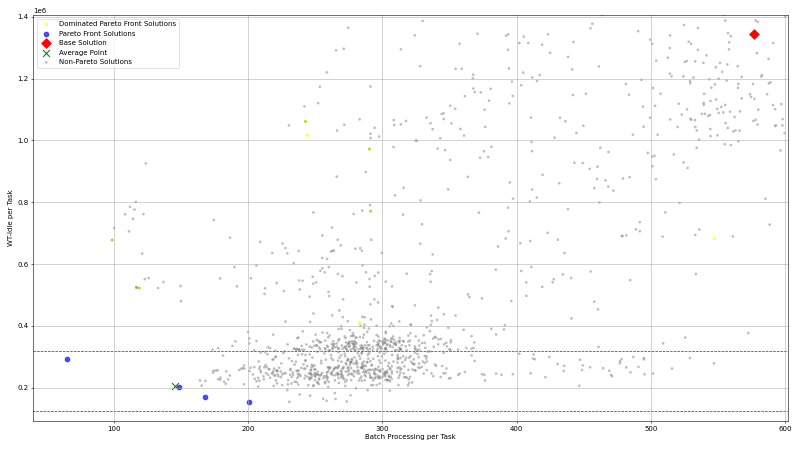 1e6
1.4
1.2
1.0
0.8
0.6
0.4
0.2
WT-Idle per Task
Dominated Pareto Front Solutions
Pareto Front Solutions
Base Solution
Average Point
Non-Pareto Solutions
100
200
300
400
500
600
Batch Processing per Task